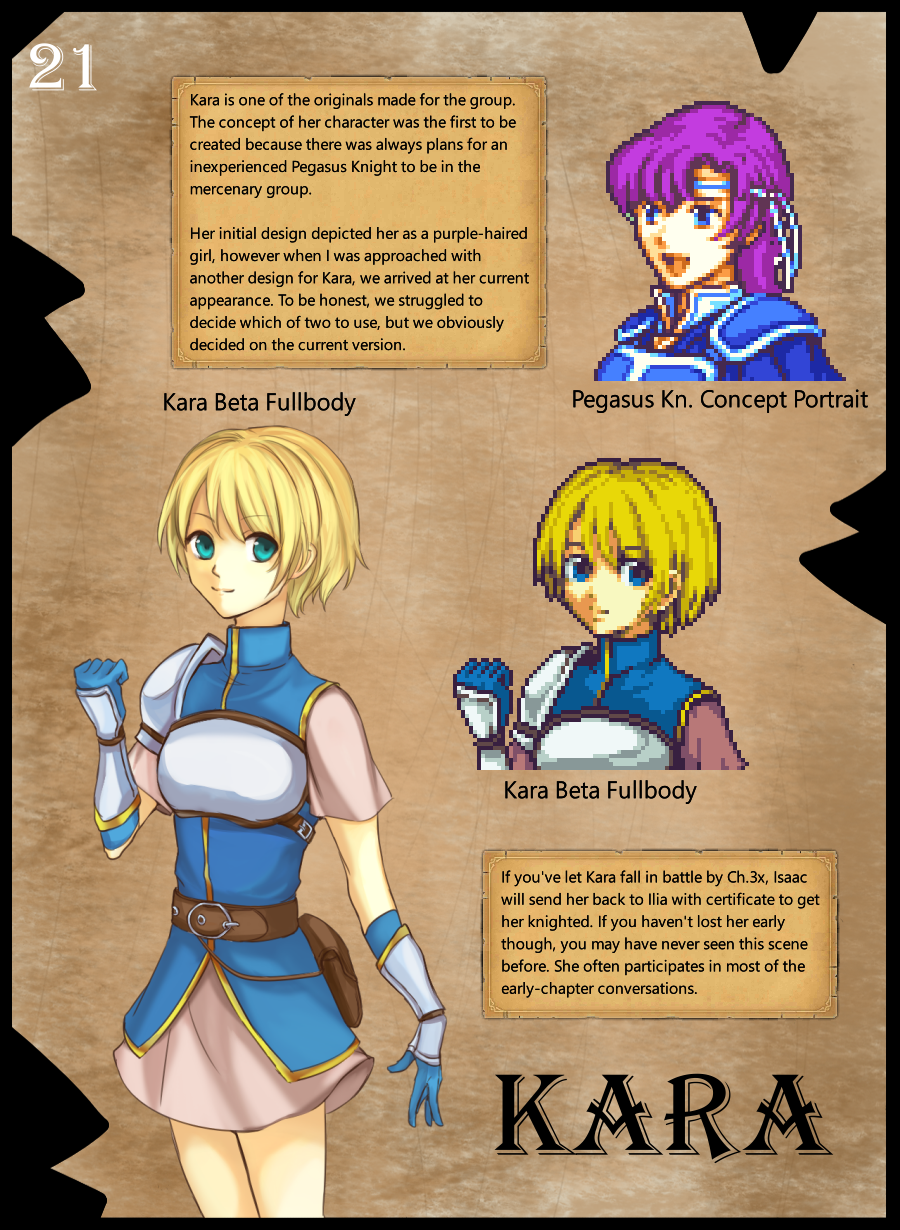 21
Kara is one of the originals made for the group.
The concept of her character was the first to be
created because there was always plans for an
inexperienced Pegasus Knight to be in the
mercenary group.
Her initial design depicted her as a purple-haired
girl, however when I was approached with
another design for Kara, we arrived at her current
appearance. To be honest, we struggled to
decide which of two to use, but we obviously
decided on the current version.
Pegasus Kn. Concept Portrait
Kara Beta Fullbody
Kara Beta Fullbody
If you've let Kara fall in battle by Ch.3x, Isaac
will send her back to Ilia with certificate to get
her knighted. If you haven't lost her early
though, you may have never seen this scene
before. She often participates in most of the
early-chapter conversations.
KARA